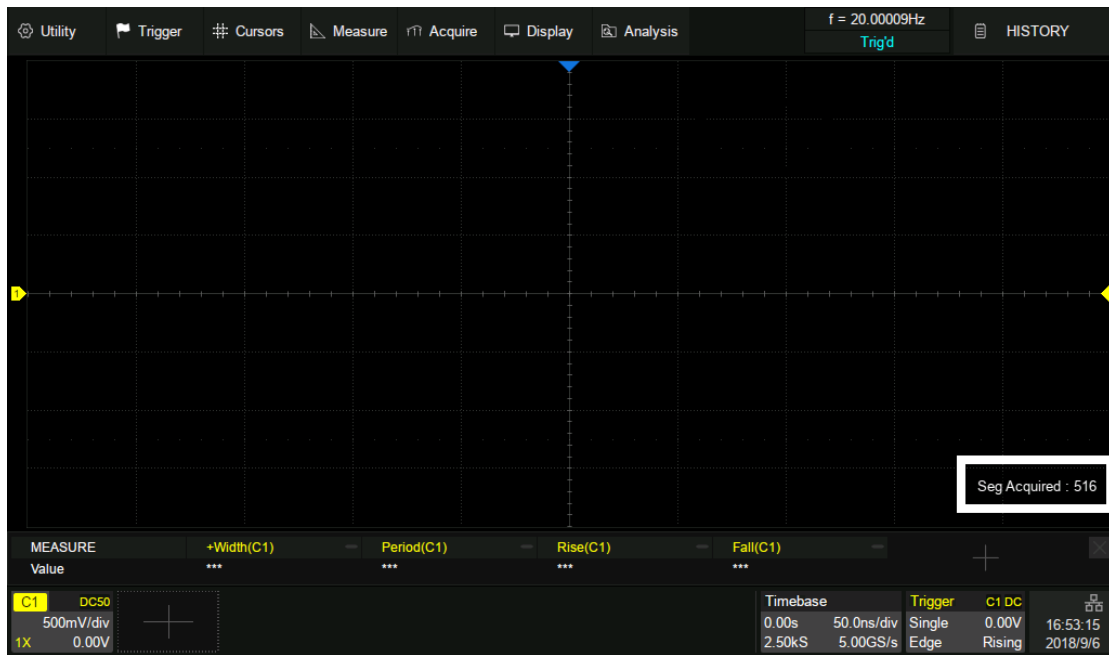 Utility Trigger Cursors Measure Acquire Display Analysis f = 20.00009Hz HISTORY
Trig'd
1
Seg Acquired : 516
MEASURE +Width(C1) Period(C1) Rise(C1) Fall(C1)
Value *** *** *** ***
C1 DC50 Timebase Trigger C1 DC
500mV/div 0.00s 50.0ns/div Single 0.00V 16:53:15
1X 0.00V 2.50kS 5.00GS/s Edge Rising 2018/9/6